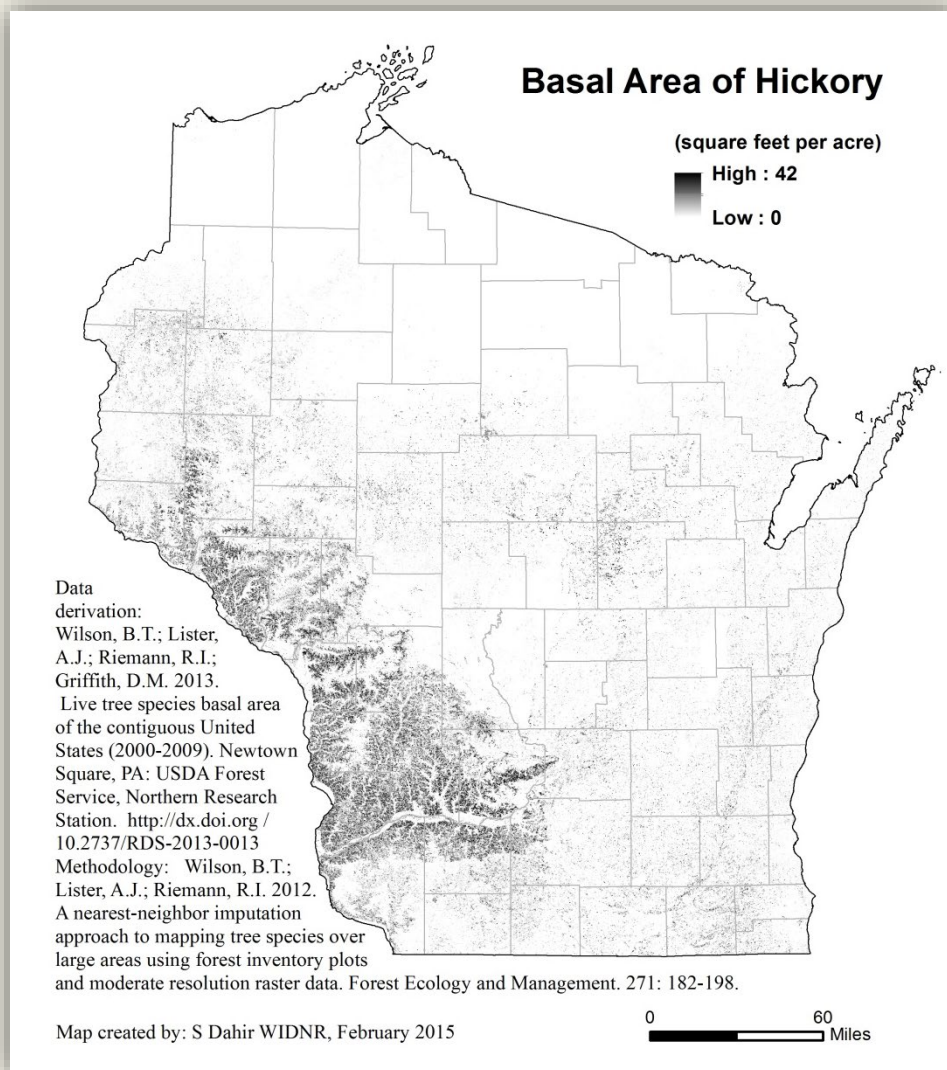 Basal Area of Hickory
(square feet per acre)
High : 42
Low : 0
Data
derivation:
Wilson, B.T.; Lister,
A.J.; Riemann, R.I.;
Griffith, D.M. 2013.
Live tree species basal area
of the contiguous United
States (2000-2009). Newtown
Square, PA: USDA Forest
Service, Northern Research
Station. http://dx.doi.org /
10.2737/RDS-2013-0013
Methodology: Wilson, B.T.;
Lister, A.J.; Riemann, R.I. 2012.
A nearest-neighbor imputation
approach to mapping tree species over
large areas using forest inventory plots
and moderate resolution raster data. Forest Ecology and Management. 271: 182-198.
Map created by: S Dahir WIDNR, February 2015
0 60
Miles